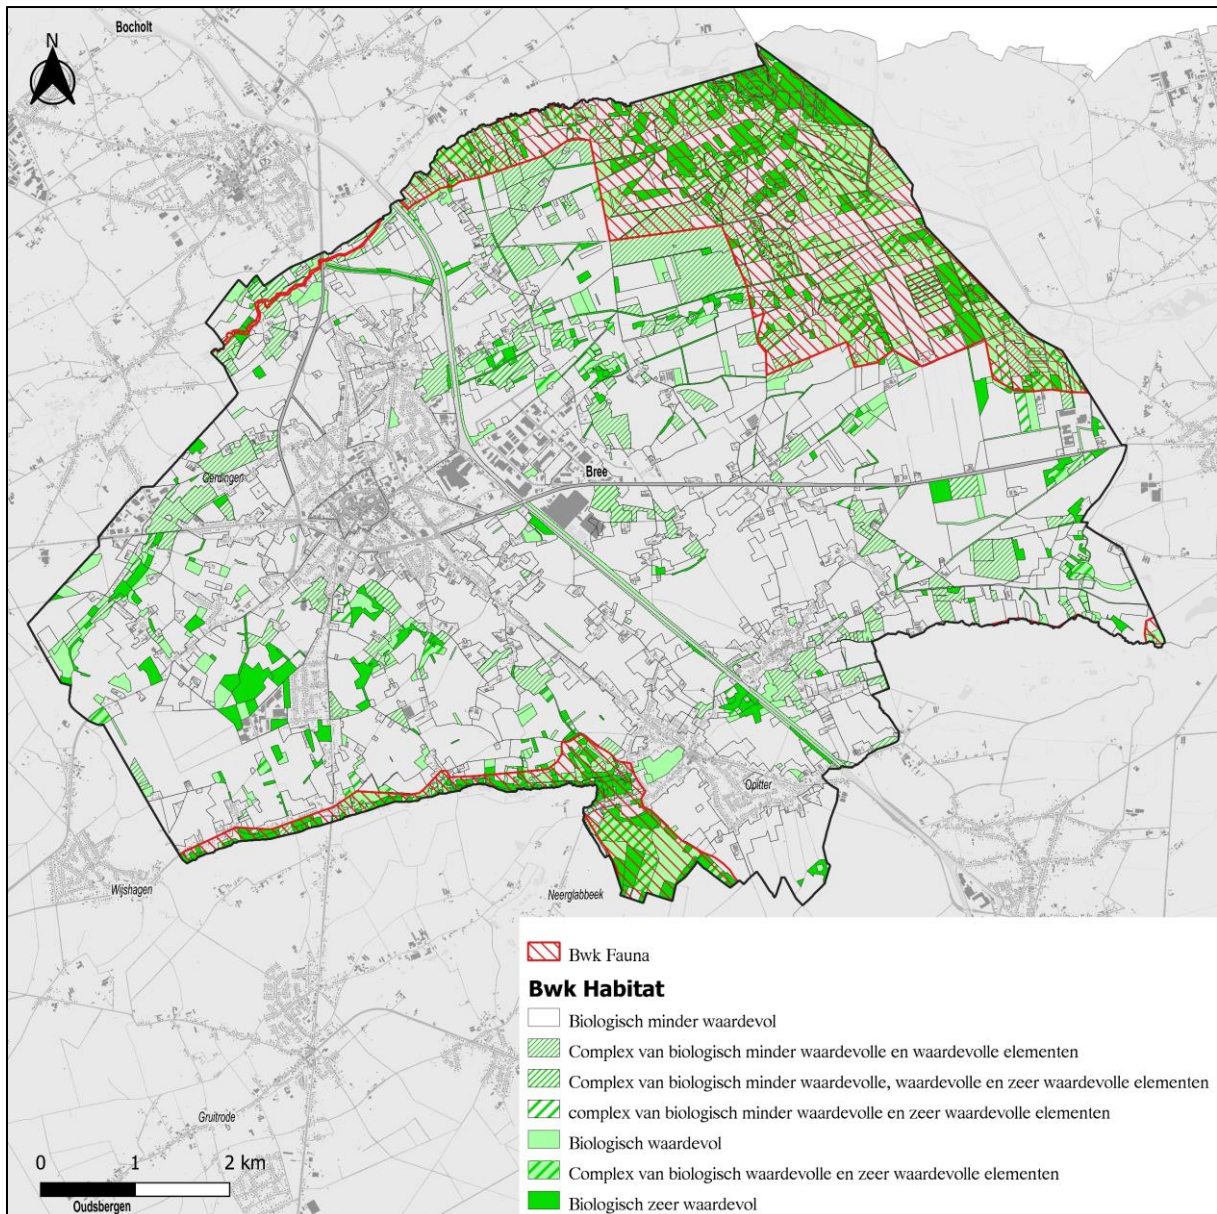 Bocholt
N
Gerdingen
Bree
Opitter
Wijshagen
Neerglabbeek
Gruitrode
Bwk Fauna
Bwk Habitat
Biologisch minder waardevol
Complex van biologisch minder waardevolle en waardevolle elementen
Complex van biologisch minder waardevolle, waardevolle en zeer waardevolle elementen
complex van biologisch minder waardevolle en zeer waardevolle elementen
Biologisch waardevol
Complex van biologisch waardevolle en zeer waardevolle elementen
Biologisch zeer waardevol
0 1 2 km
Oudsbergen